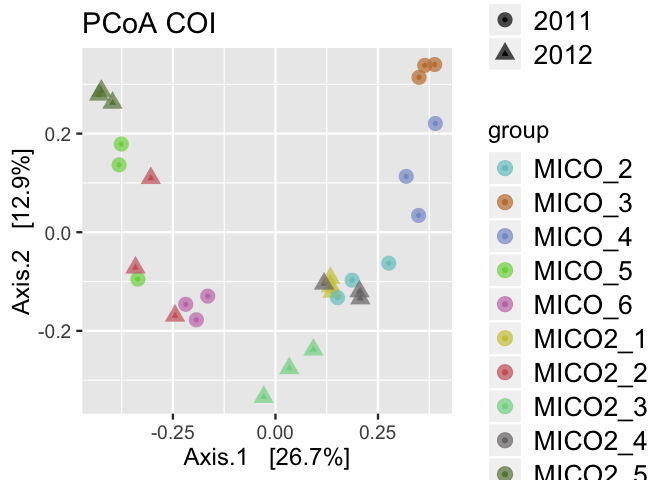 PCoA COI
0.2
0.0
-0.2
-0.25
0.00
0.25
Axis.2 [12.9%]
Axis.1 [26.7%]
2011
2012
group
MICO_2
MICO_3
MICO_4
MICO_5
MICO_6
MICO2_1
MICO2_2
MICO2_3
MICO2_4
MICO2_5